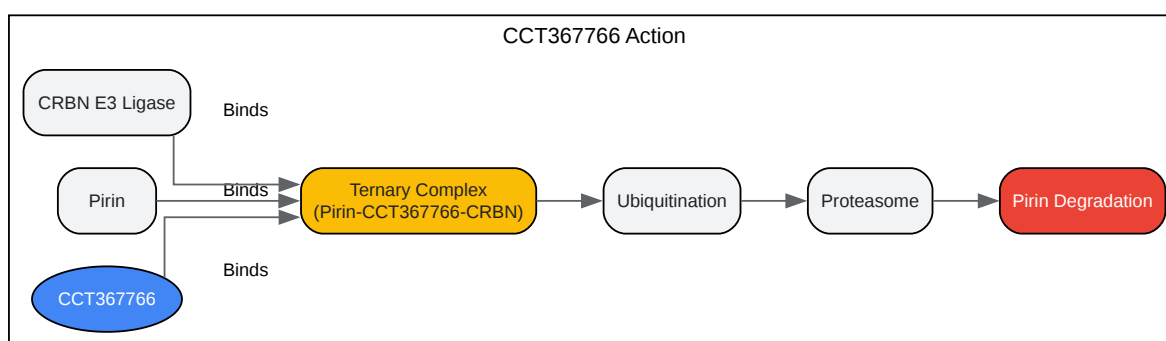 CCT367766 Action
CRBN E3 Ligase
Binds
Pirin
Binds
Ternary Complex
(Pirin-CCT367766-CRBN)
Ubiquitination
Proteasome
Pirin Degradation
Binds
CCT367766